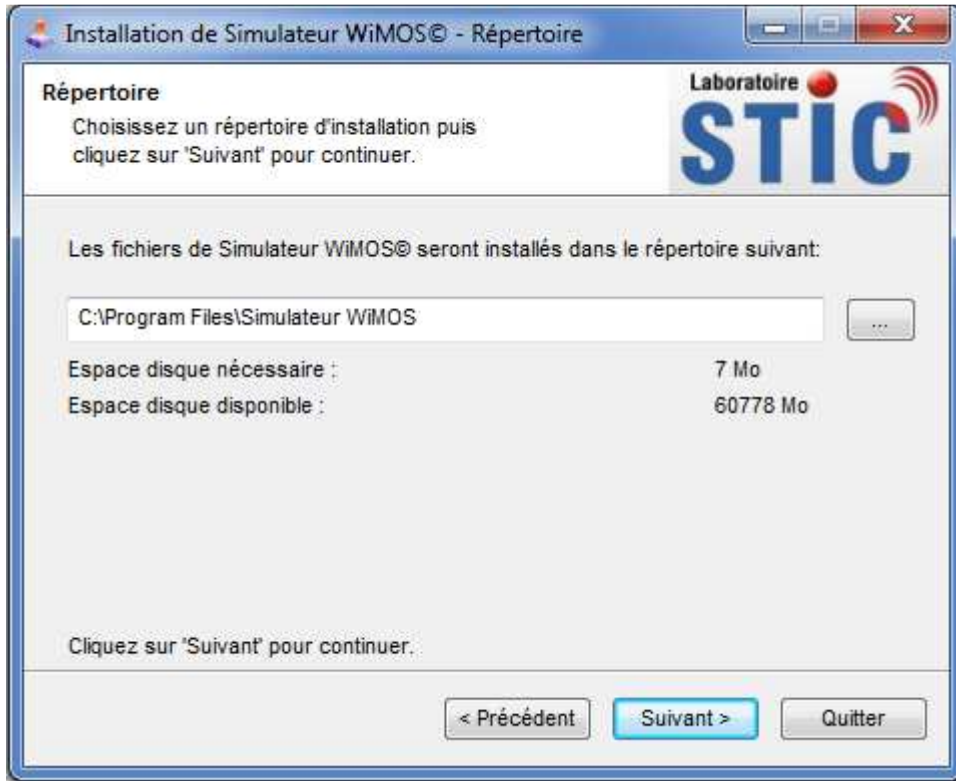 Installation de Simulateur WiMOS© - Répertoire
Répertoire
Choisissez un répertoire d'installation puis
cliquez sur 'Suivant' pour continuer.
Laboratoire
STIC
Les fichiers de Simulateur WiMOS© seront installés dans le répertoire suivant:
C:\Program Files\Simulateur WiMOS
...
Espace disque nécessaire : 7 Mo
Espace disque disponible : 60778 Mo
Cliquez sur 'Suivant' pour continuer.
< Précédent Suivant > Quitter